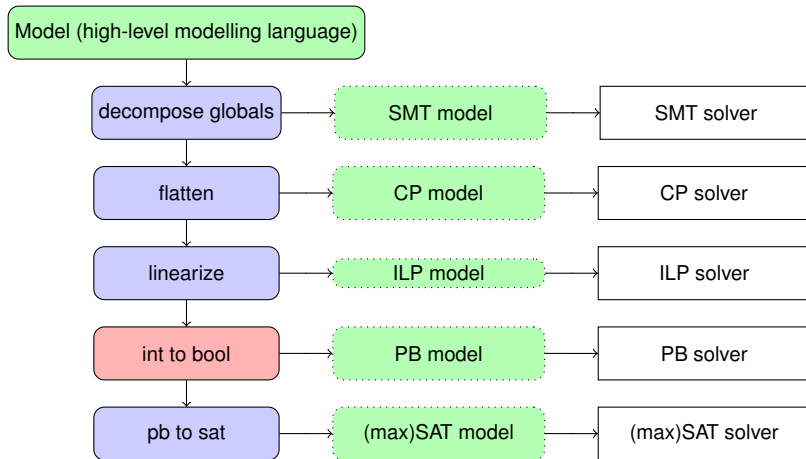 Model (high-level modelling language)
decompose globals
SMT model
SMT solver
flatten
CP model
CP solver
linearize
ILP model
ILP solver
int to bool
PB model
PB solver
pb to sat
(max)SAT model
(max)SAT solver